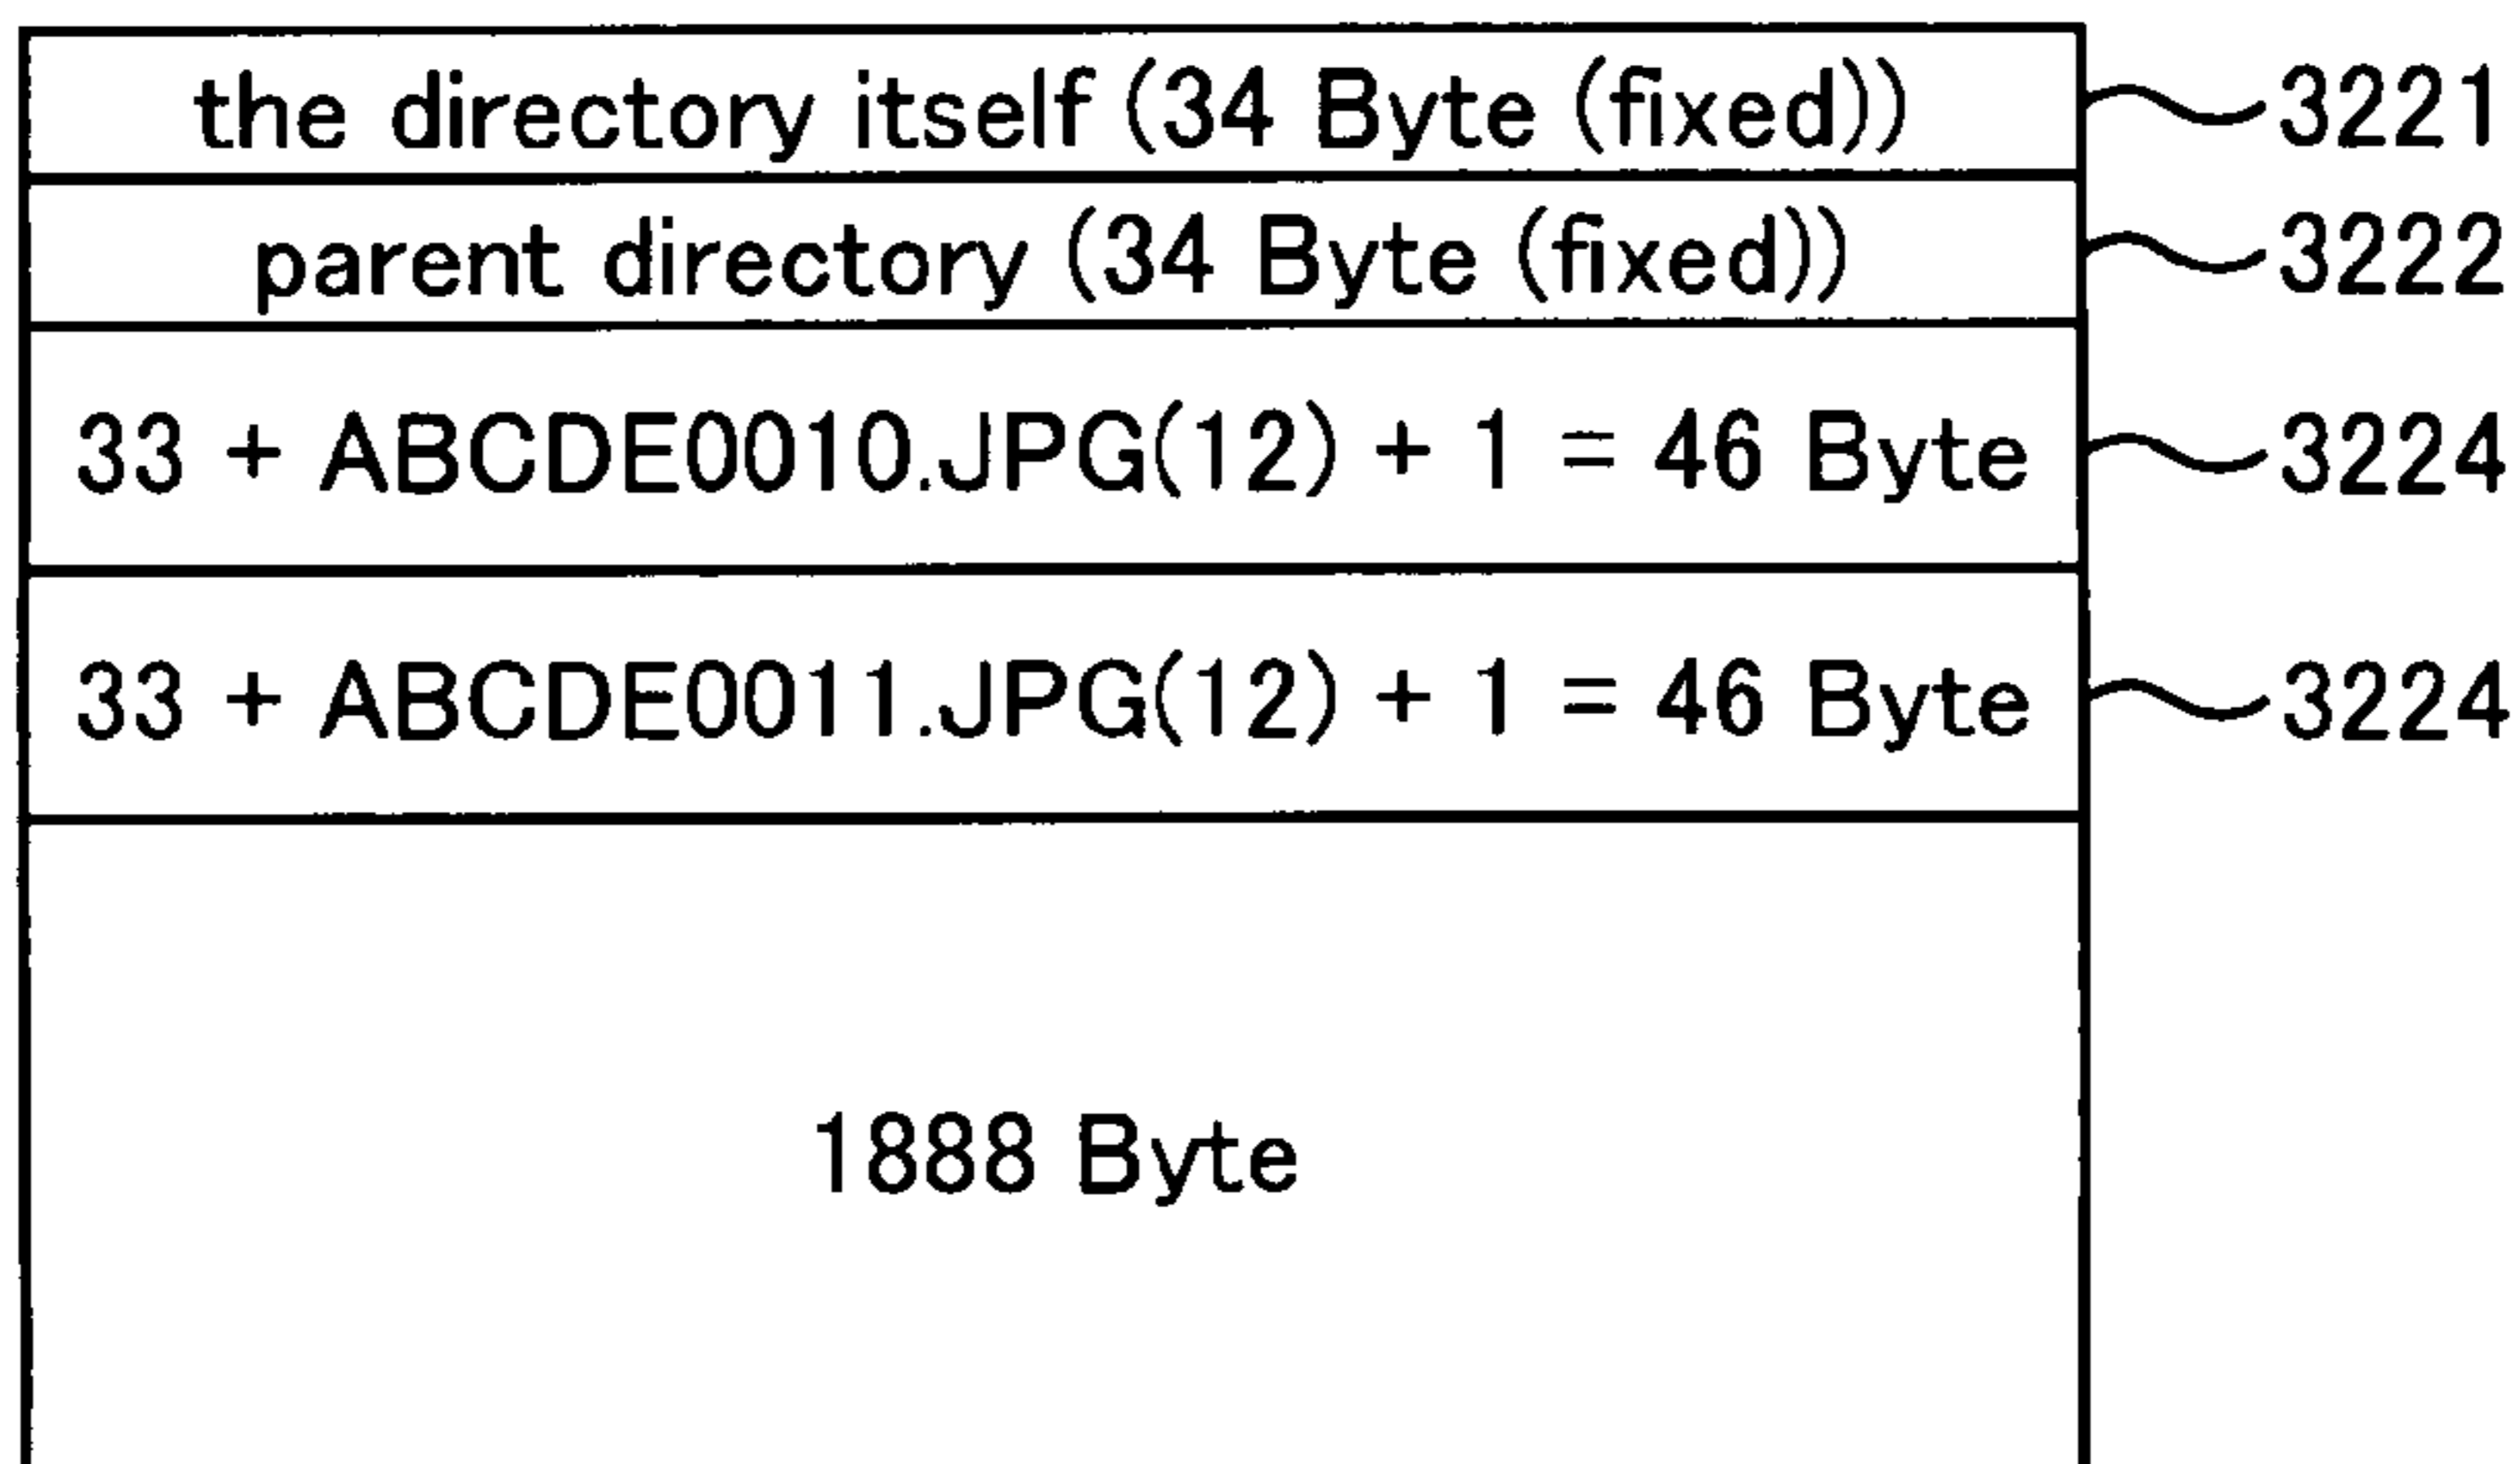 the directory itself (34 Byte (fixed)) 3221
parent directory (34 Byte (fixed)) 3222
33 + ABCDE0010.JPG(12) + 1 = 46 Byte 3224
33 + ABCDE0011.JPG(12) + 1 = 46 Byte 3224
1888 Byte